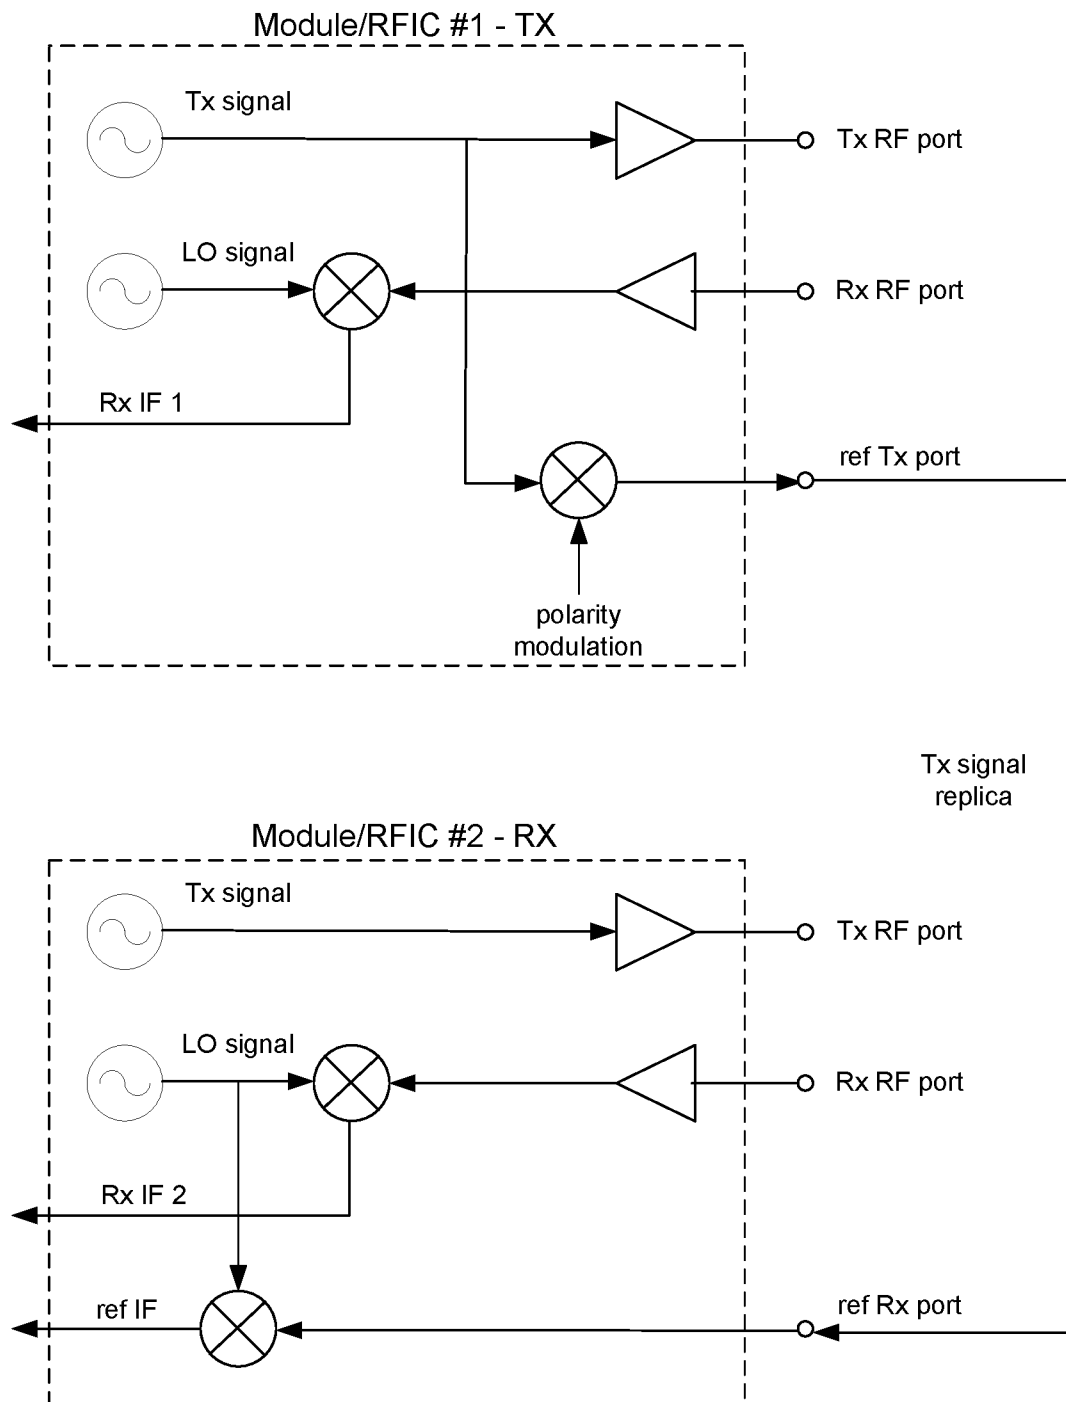 Module/RFIC #1 - TX
Tx signal
Tx RF port
LO signal
Rx RF port
Rx IF 1
ref Tx port
polarity
modulation
Tx signal
replica
Module/RFIC #2 - RX
Tx signal
Tx RF port
LO signal
Rx RF port
Rx IF 2
ref IF
ref Rx port